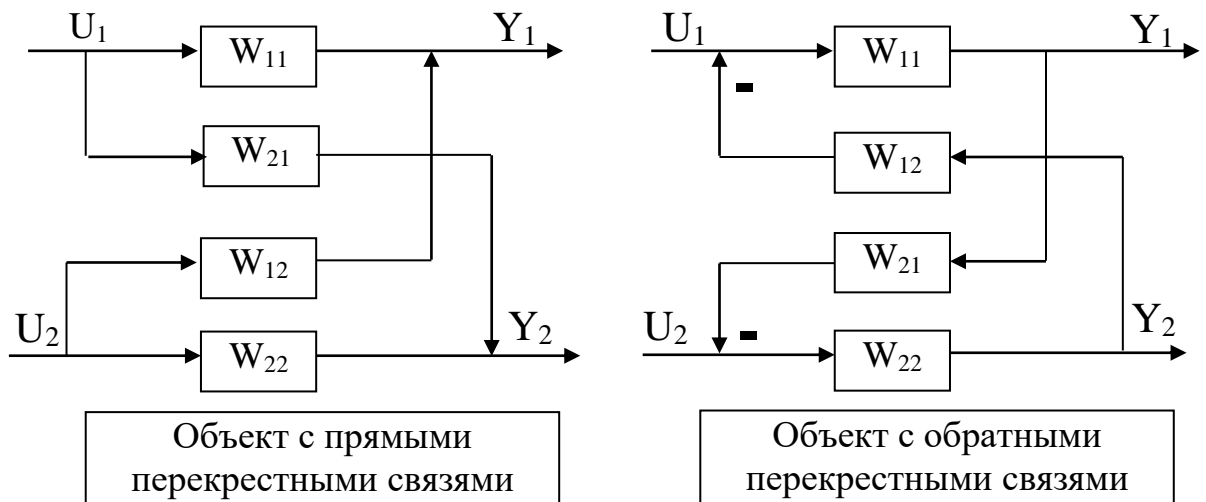 U₁ W₁₁ Y₁
W₂₁
W₁₂
U₂ W₂₂ Y₂
Объект с прямыми
перекрестными связями
U₁ W₁₁ Y₁
-
W₁₂
W₂₁
U₂ - W₂₂ Y₂
Объект с обратными
перекрестными связями